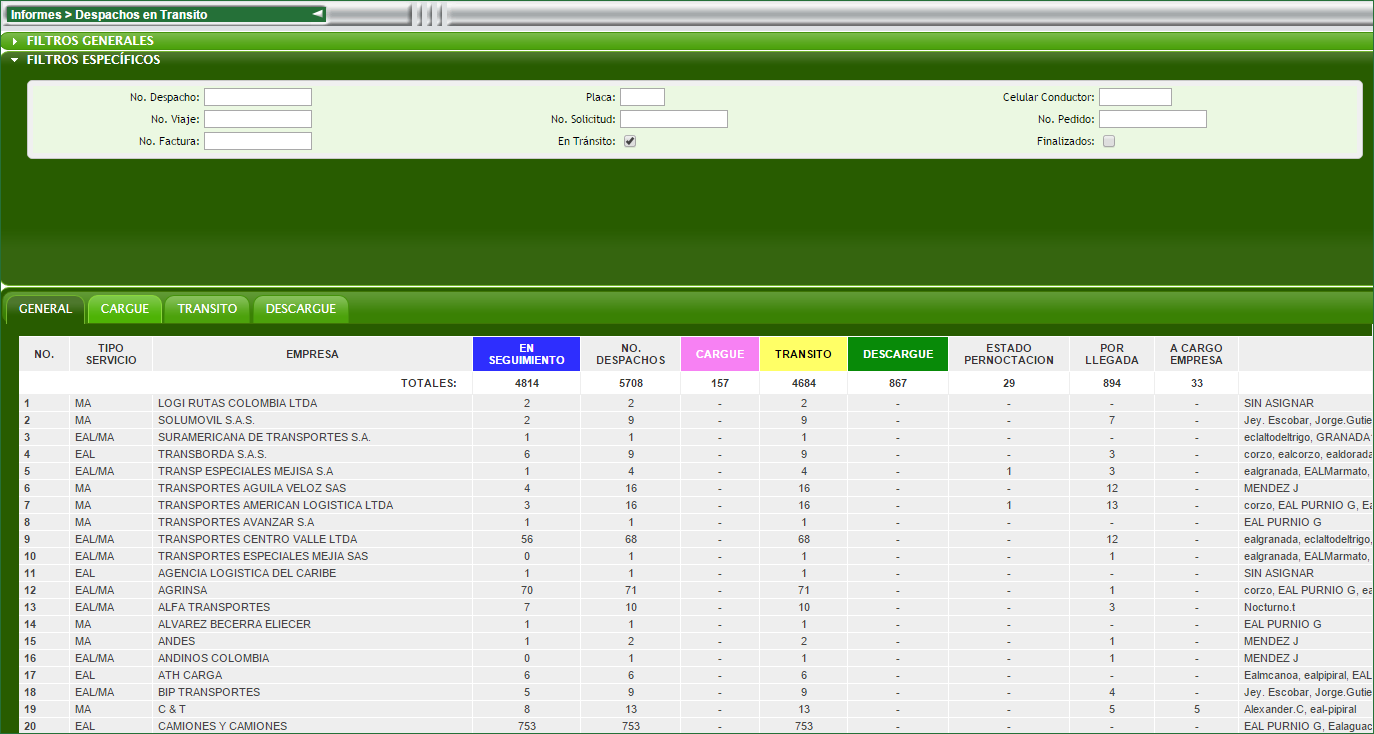 Informes > Despachos en Transito
FILTROS GENERALES
FILTROS ESPECÍFICOS
No. Despacho: Placa: Celular Conductor:
No. Viaje: No. Solicitud: No. Pedido:
No. Factura: En Tránsito: Finalizados:
GENERAL CARGUE TRANSITO DESCARGUE
NO. TIPO SERVICIO EMPRESA EN SEGUIMIENTO NO. DESPACHOS CARGUE TRANSITO DESCARGUE ESTADO PERNOCTACION POR LLEGADA A CARGO EMPRESA
TOTALES: 4814 5708 157 4684 867 29 894 33
1 MA LOGI RUTAS COLOMBIA LTDA 2 2 - 2 - - - - SIN ASIGNAR
2 MA SOLUMOVIL S.A.S. 2 9 - 9 - - 7 - Jey. Escobar, Jorge.Gutie
3 EAL/MA SURAMERICANA DE TRANSPORTES S.A. 1 1 - 1 - - - - eclaltodeltrigo, GRANADA
4 EAL TRANSBORDA S.A.S. 6 9 - 9 - - 3 - corzo, ealcorzo, ealdorada
5 EAL/MA TRANSP ESPECIALES MEJISA S.A 1 4 - 4 - 1 3 - ealgranada, EALMarmato,
6 MA TRANSPORTES AGUILA VELOZ SAS 4 16 - 16 - - 12 - MENDEZ J
7 MA TRANSPORTES AMERICAN LOGISTICA LTDA 3 16 - 16 - 1 13 - corzo, EAL PURNIO G, Ea
8 MA TRANSPORTES AVANZAR S.A 1 1 - 1 - - - - EAL PURNIO G
9 EAL/MA TRANSPORTES CENTRO VALLE LTDA 56 68 - 68 - - 12 - ealgranada, eclaltodeltrigo,
10 EAL/MA TRANSPORTES ESPECIALES MEJIA SAS 0 1 - 1 - - 1 - ealgranada, EALMarmato,
11 EAL AGENCIA LOGISTICA DEL CARIBE 1 1 - 1 - - - - SIN ASIGNAR
12 EAL/MA AGRINSA 70 71 - 71 - - 1 - corzo, EAL PURNIO G, ea
13 EAL/MA ALFA TRANSPORTES 7 10 - 10 - - 3 - Nocturno.t
14 MA ALVAREZ BECERRA ELIECER 1 1 - 1 - - - - EAL PURNIO G
15 MA ANDES 1 2 - 2 - - 1 - MENDEZ J
16 EAL/MA ANDINOS COLOMBIA 0 1 - 1 - - 1 - MENDEZ J
17 EAL ATH CARGA 6 6 - 6 - - - - Ealmcanoa, ealpipiral, EAL
18 EAL/MA BIP TRANSPORTES 5 9 - 9 - - 4 - Jey. Escobar, Jorge.Gutie
19 MA C & T 8 13 - 13 - - 5 5 Alexander.C, eal-pipiral
20 EAL CAMIONES Y CAMIONES 753 753 - 753 - - - - EAL PURNIO G, Ealaguac